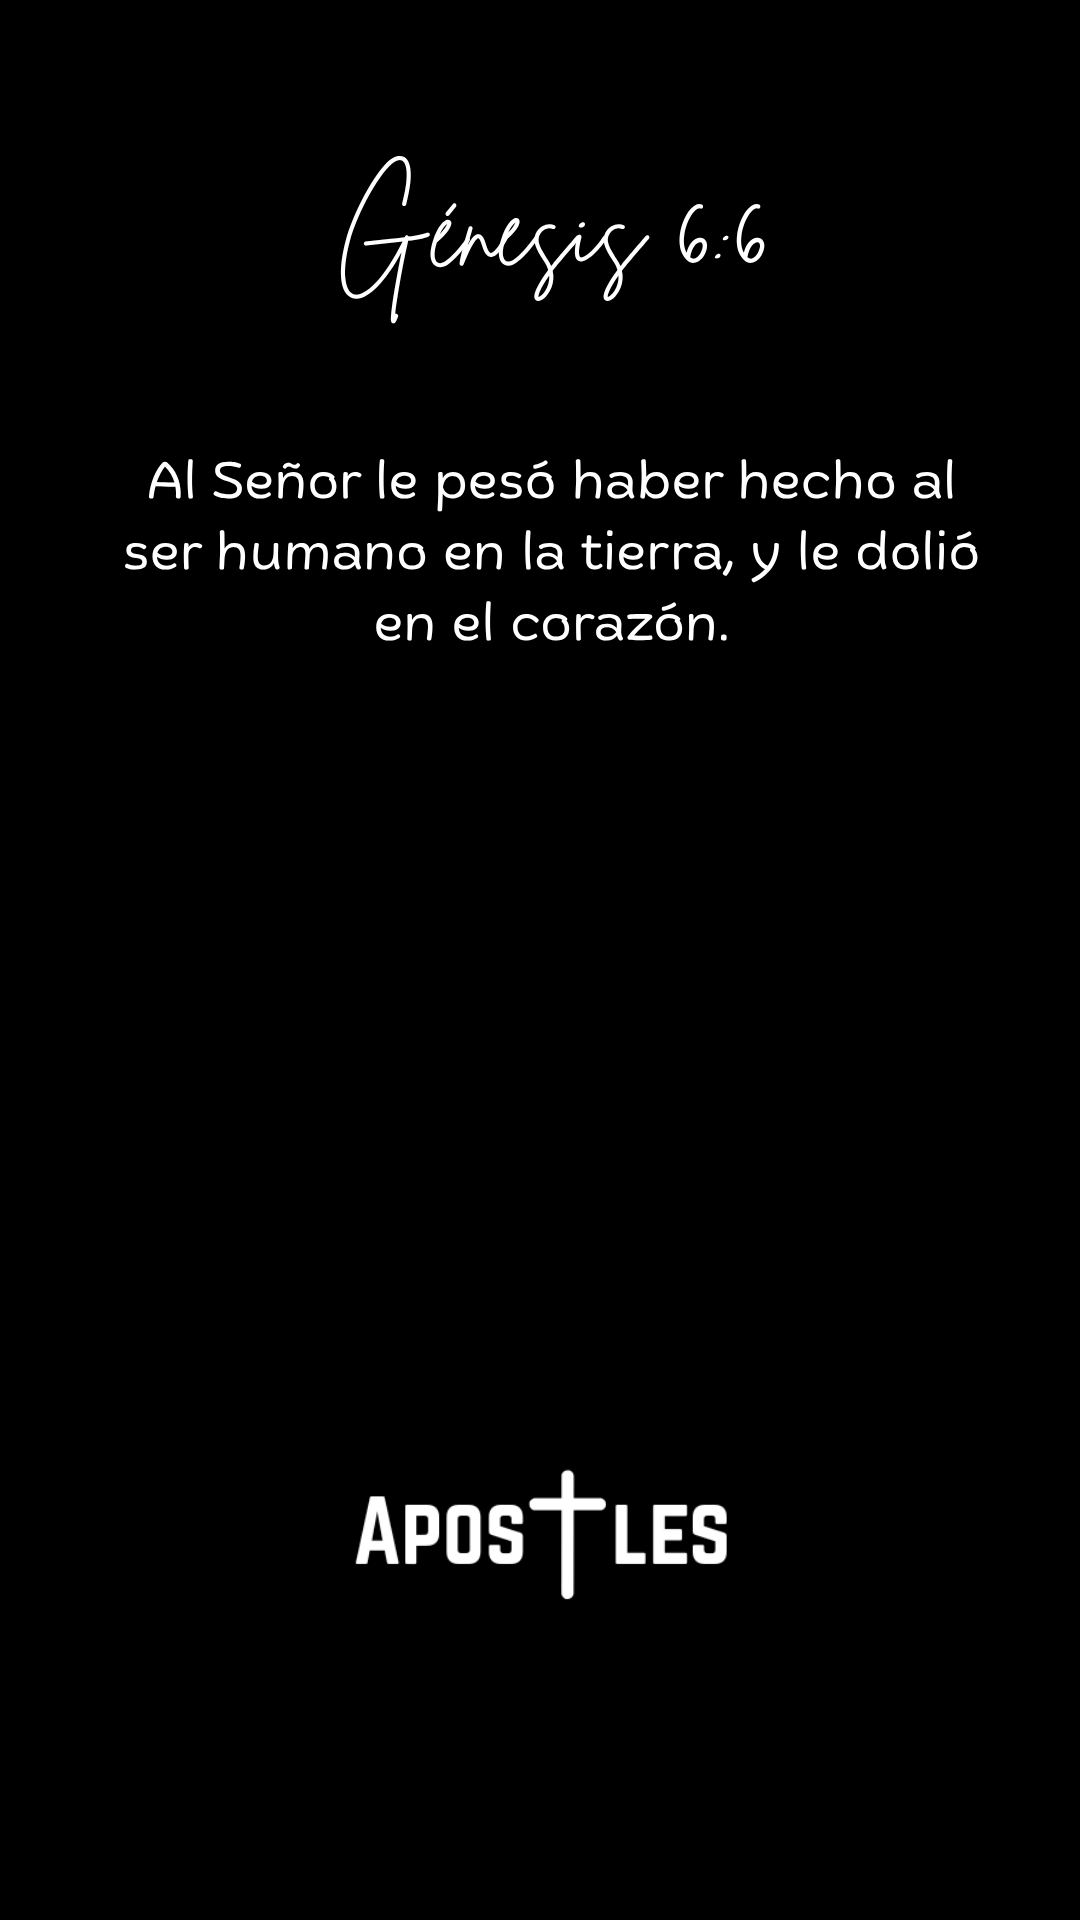 Génesis 6:6
Al Señor le pesó haber hecho al
ser humano en la tierra, y le dolió
en el corazón.
APOSTLES